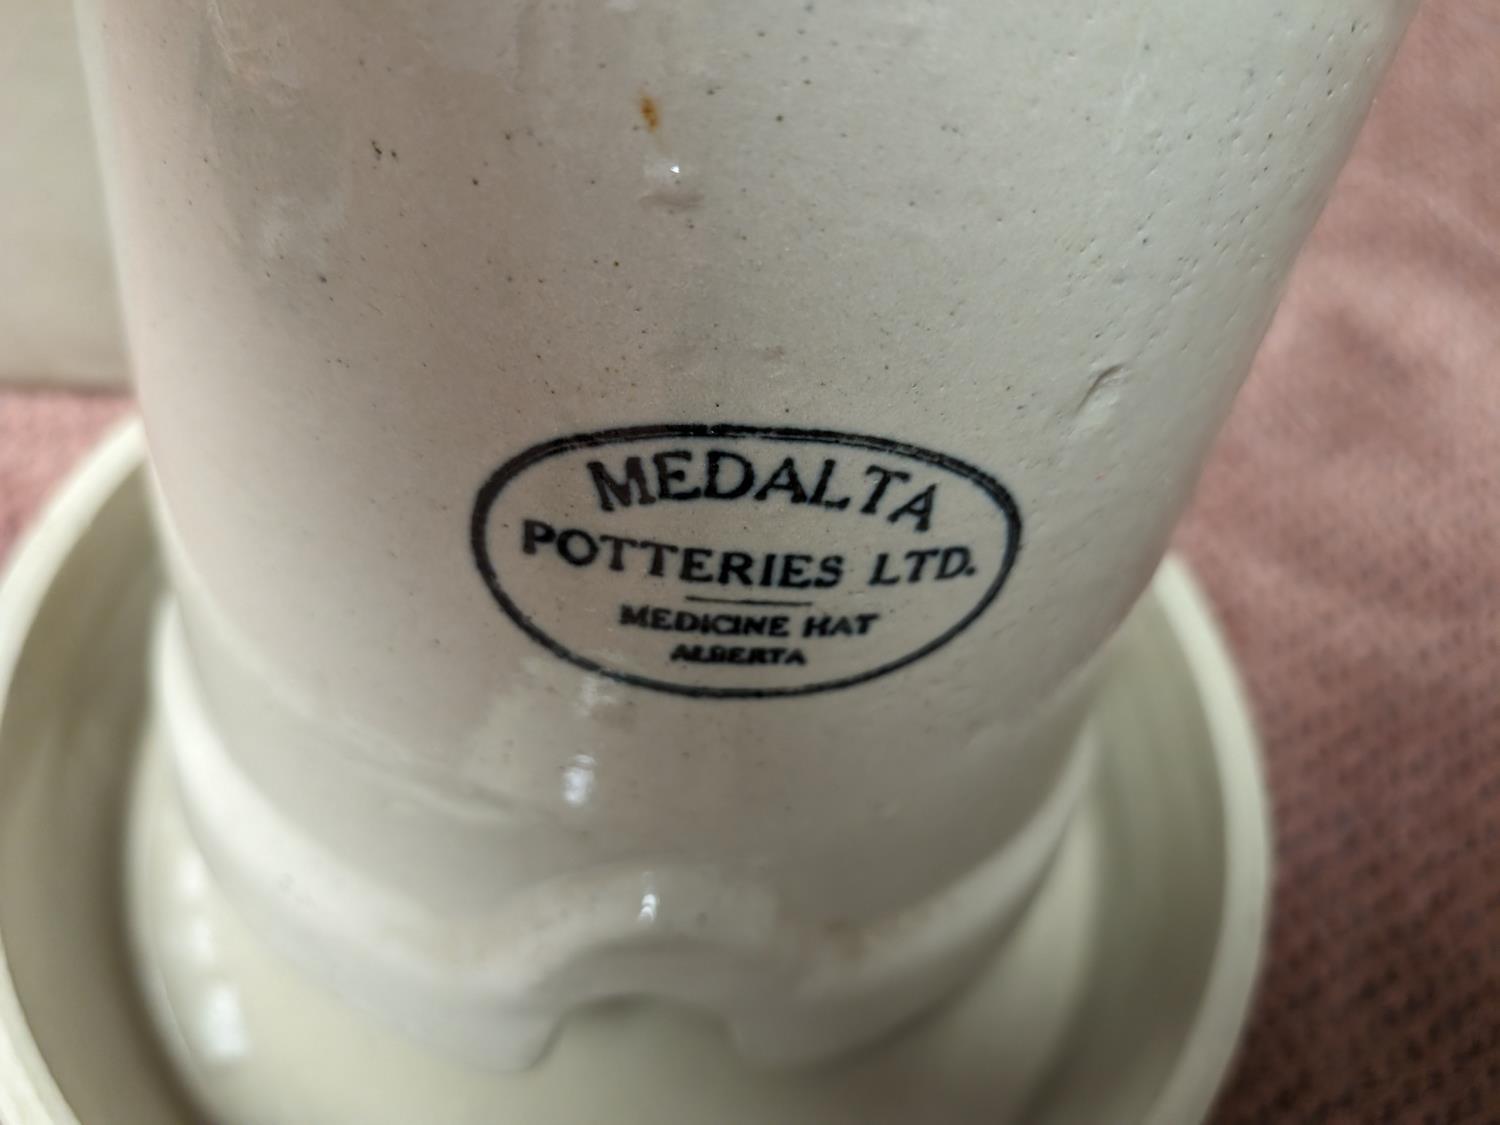 MEDALTA
POTTERIES LTD.
MEDICINE HAT
ALBERTA